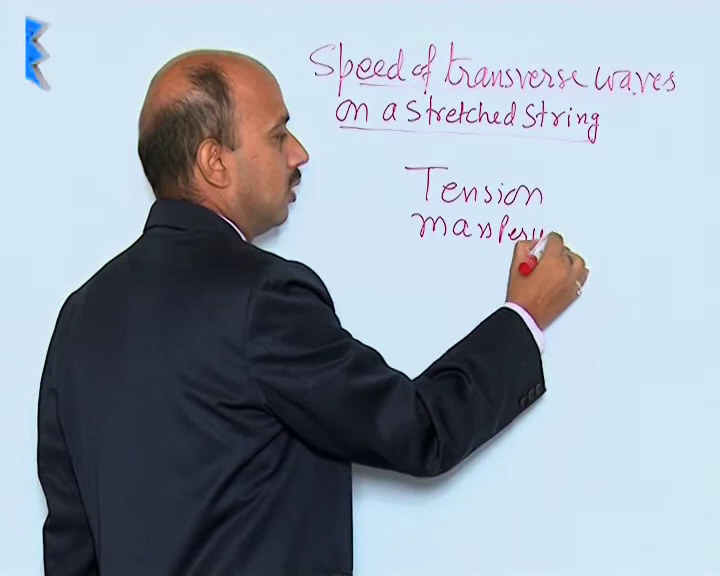 Speed of transverse waves
on a stretched string
Tension
mass per u